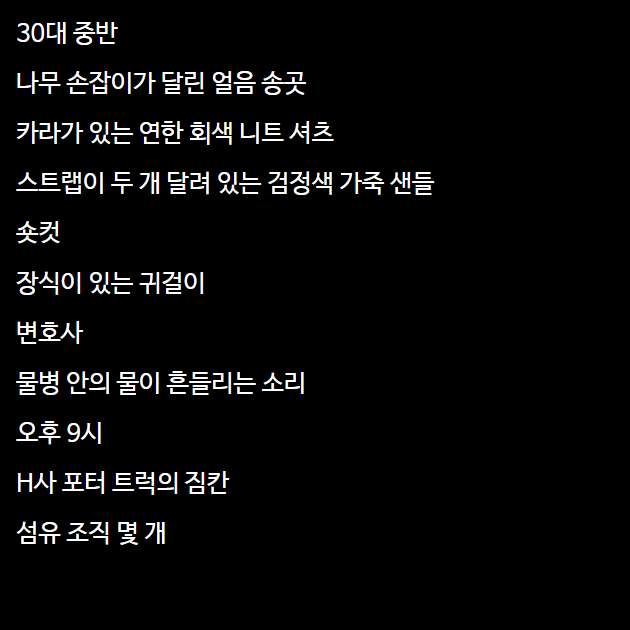 30대 중반
나무 손잡이가 달린 얼음 송곳
카라가 있는 연한 회색 니트 셔츠
스트랩이 두 개 달려 있는 검정색 가죽 샌들
숏컷
장식이 있는 귀걸이
변호사
물병 안의 물이 흔들리는 소리
오후 9시
H사 포터 트럭의 짐칸
섬유 조직 몇 개